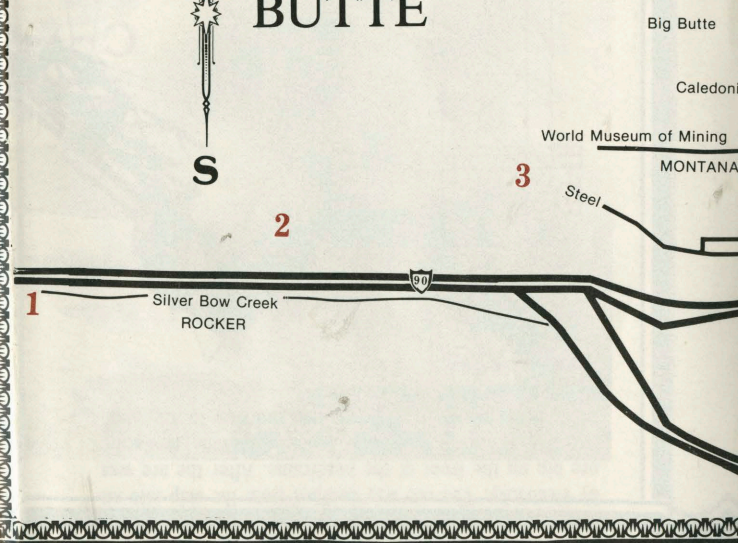 BUTTE
Big Butte
Caledoni
World Museum of Mining
MONTANA
S
3
Steel
2
90
1
Silver Bow Creek
ROCKER